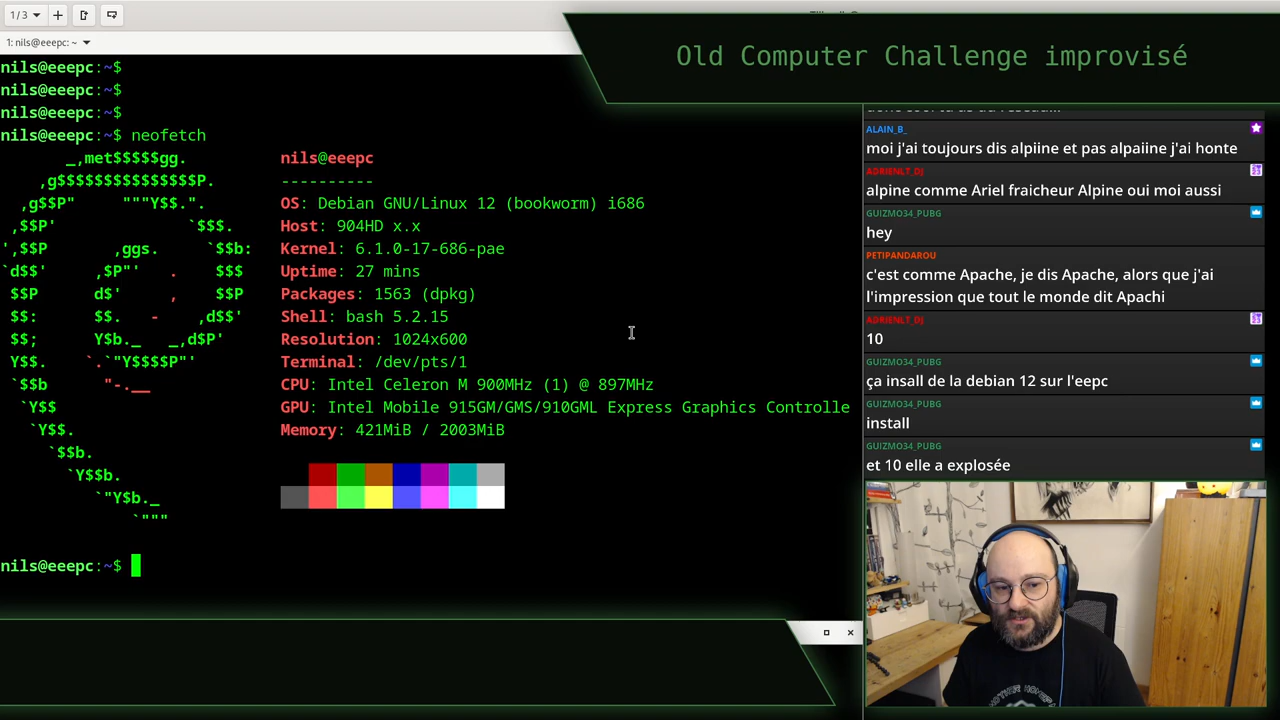 1/3
1: nils@eeepc: ~
Old Computer Challenge improvisé
nils@eeepc:~$
nils@eeepc:~$
nils@eeepc:~$
nils@eeepc:~$ neofetch
_,met$$$$$gg.
,g$$$$$$$$$$$$$$$P.
,g$$P" """Y$$.".
,$$P' `$$$.
',$$P ,ggs. `$$b:
`d$$' ,$P"' . $$$
$$P d$' , $$P
$$: $$. - ,d$$'
$$; Y$b._ _,d$P'
Y$$. `.`"Y$$$$P"'
`$$b "-.__
`Y$$
`Y$$.
`$$b.
`Y$$b.
`"Y$b._
`"""
nils@eeepc
----------
OS: Debian GNU/Linux 12 (bookworm) i686
Host: 904HD x.x
Kernel: 6.1.0-17-686-pae
Uptime: 27 mins
Packages: 1563 (dpkg)
Shell: bash 5.2.15
Resolution: 1024x600
Terminal: /dev/pts/1
CPU: Intel Celeron M 900MHz (1) @ 897MHz
GPU: Intel Mobile 915GM/GMS/910GML Express Graphics Controlle
Memory: 421MiB / 2003MiB
nils@eeepc:~$
ALAIN_B_
moi j'ai toujours dis alpiine et pas alpaiine j'ai honte
ADRIENLT_DJ
alpine comme Ariel fraicheur Alpine oui moi aussi
GUIZMO34_PUBG
hey
PETIPANDAROU
c'est comme Apache, je dis Apache, alors que j'ai
l'impression que tout le monde dit Apachi
ADRIENLT_DJ
10
GUIZMO34_PUBG
ça insall de la debian 12 sur l'eepc
GUIZMO34_PUBG
install
GUIZMO34_PUBG
et 10 elle a explosée